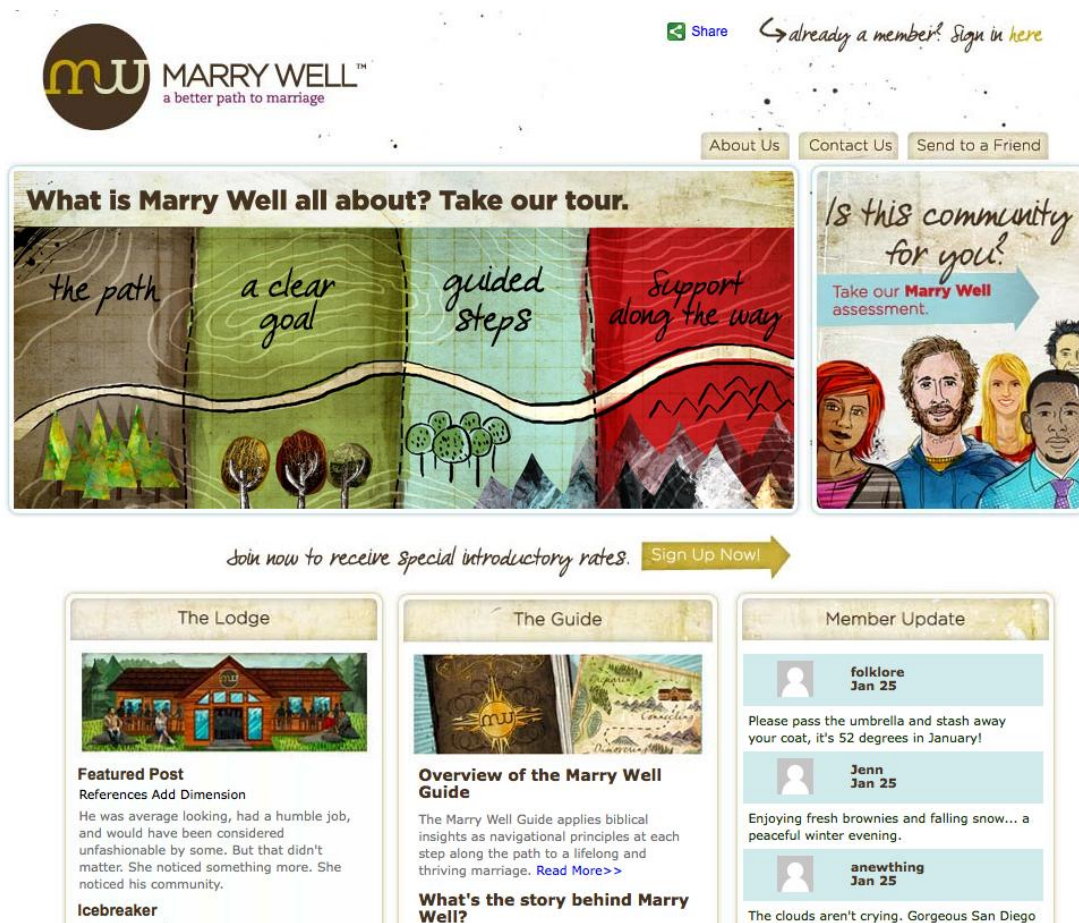 Share
already a member? Sign in here
mw
MARRY WELL™
a better path to marriage
About Us
Contact Us
Send to a Friend
What is Marry Well all about? Take our tour.
the path
a clear
goal
guided
steps
Support
along the way
Is this community
for you?
Take our Marry Well
assessment.
Join now to receive special introductory rates.
Sign Up Now!
The Lodge
mw
Featured Post
References Add Dimension
He was average looking, had a humble job,
and would have been considered
unfashionable by some. But that didn't
matter. She noticed something more. She
noticed his community.
Icebreaker
The Guide
mw
Preparing
Connecting
Discovering
Overview of the Marry Well
Guide
The Marry Well Guide applies biblical
insights as navigational principles at each
step along the path to a lifelong and
thriving marriage. Read More>>
What's the story behind Marry
Well?
Member Update
folklore
Jan 25
Please pass the umbrella and stash away
your coat, it's 52 degrees in January!
Jenn
Jan 25
Enjoying fresh brownies and falling snow... a
peaceful winter evening.
anewthing
Jan 25
The clouds aren't crying. Gorgeous San Diego